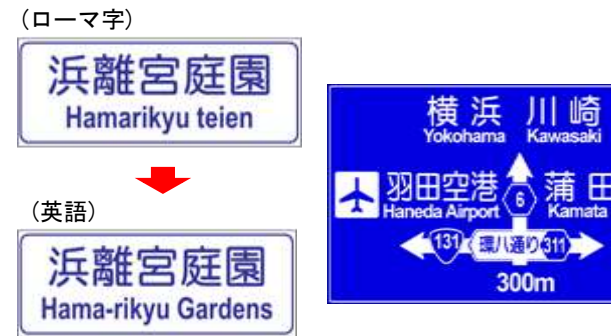 (ローマ字)
浜離宮庭園
Hamarikyu teien
(英語)
浜離宮庭園
Hama-rikyu Gardens
横浜 川崎
Yokohama Kawasaki
羽田空港 6 蒲田
Haneda Airport Kamata
131 環八通り 311
300m